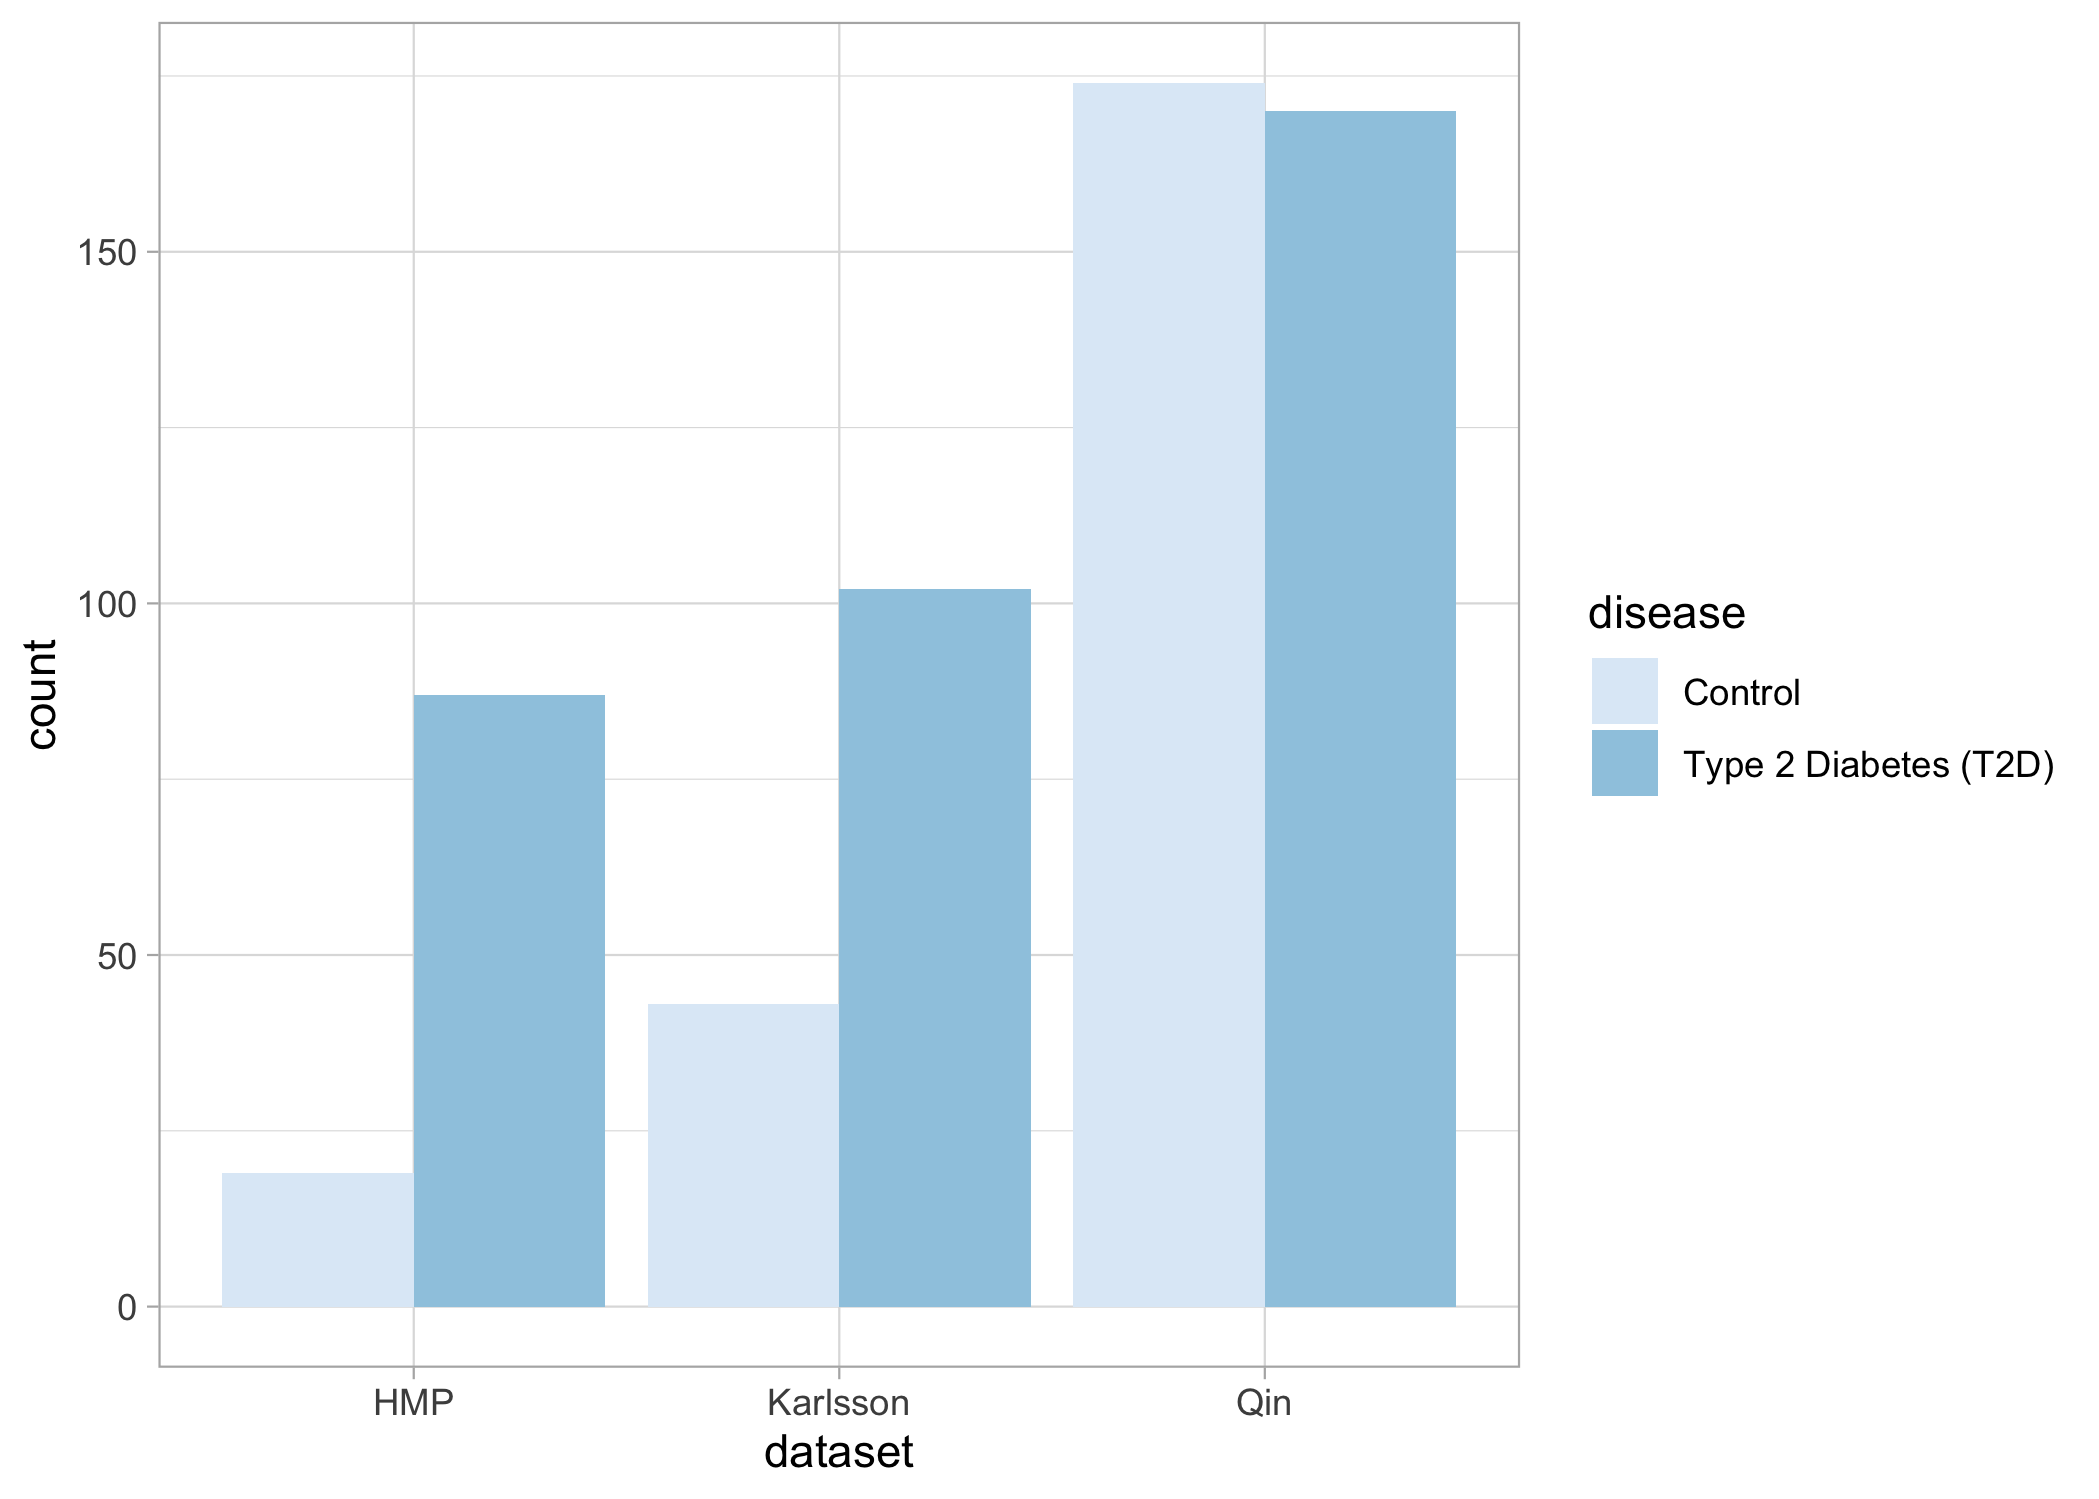 count
150
100
50
0
HMP
Karlsson
Qin
dataset
disease
Control
Type 2 Diabetes (T2D)